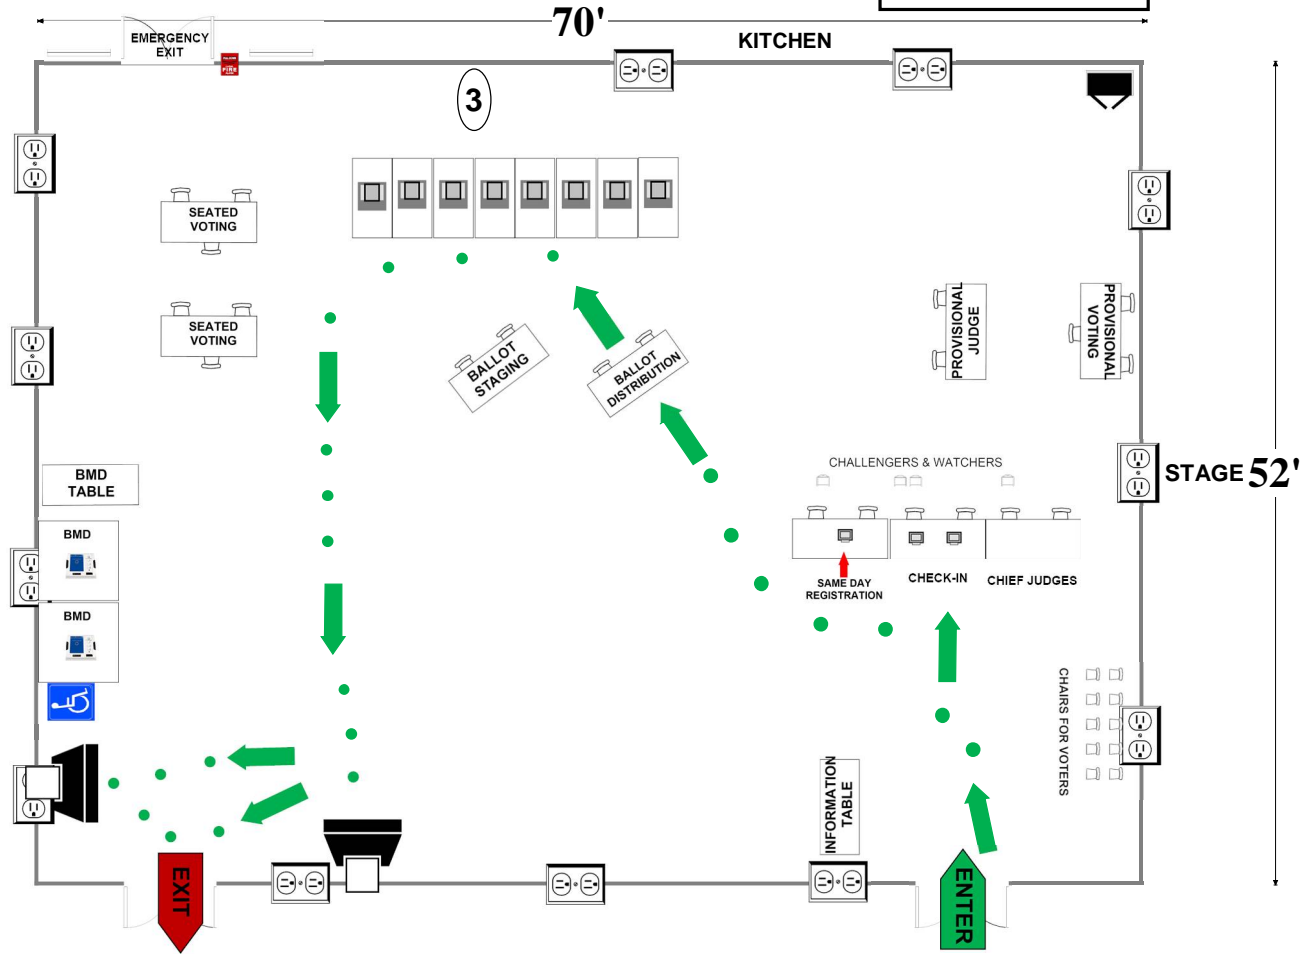 70'
EMERGENCY
EXIT
KITCHEN
FIRE
3
SEATED
VOTING
SEATED
VOTING
BALLOT
STAGING
BALLOT
DISTRIBUTION
PROVISIONAL
JUDGE
PROVISIONAL
VOTING
STAGE
52'
CHALLENGERS & WATCHERS
BMD
TABLE
BMD
BMD
SAME DAY
REGISTRATION
CHECK-IN
CHIEF JUDGES
CHAIRS FOR VOTERS
INFORMATION
TABLE
EXIT
ENTER